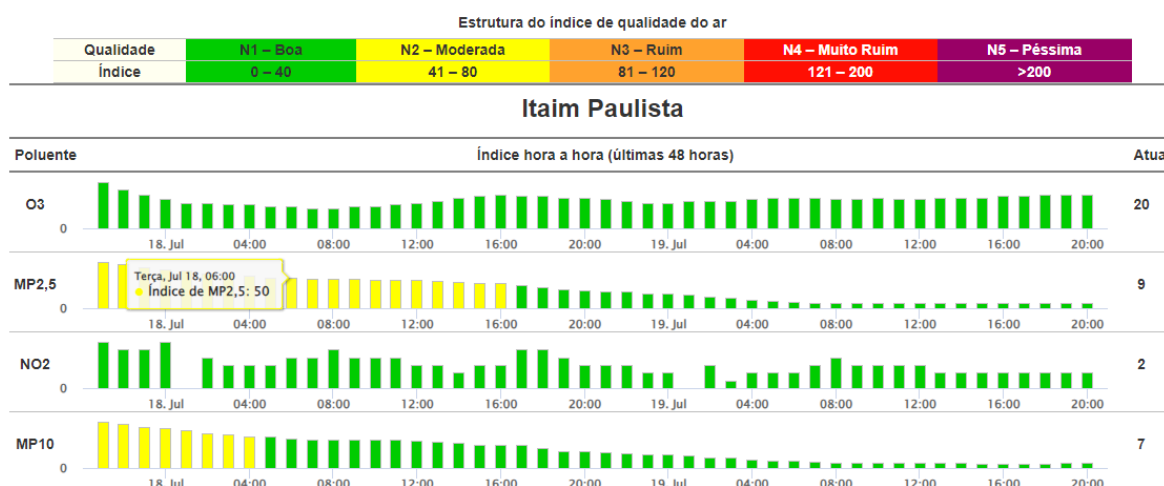 Estrutura do índice de qualidade do ar
Qualidade N1 – Boa N2 – Moderada N3 – Ruim N4 – Muito Ruim N5 – Péssima
Índice 0 – 40 41 – 80 81 – 120 121 – 200 >200
Itaim Paulista
Poluente Índice hora a hora (últimas 48 horas) Atua
O3 20
0
18. Jul 04:00 08:00 12:00 16:00 20:00 19. Jul 04:00 08:00 12:00 16:00 20:00
Terça, Jul 18, 06:00
MP2,5 Índice de MP2,5: 50 9
0
18. Jul 04:00 08:00 12:00 16:00 20:00 19. Jul 04:00 08:00 12:00 16:00 20:00
NO2 2
0
18. Jul 04:00 08:00 12:00 16:00 20:00 19. Jul 04:00 08:00 12:00 16:00 20:00
MP10 7
0
18. Jul 04:00 08:00 12:00 16:00 20:00 19. Jul 04:00 08:00 12:00 16:00 20:00